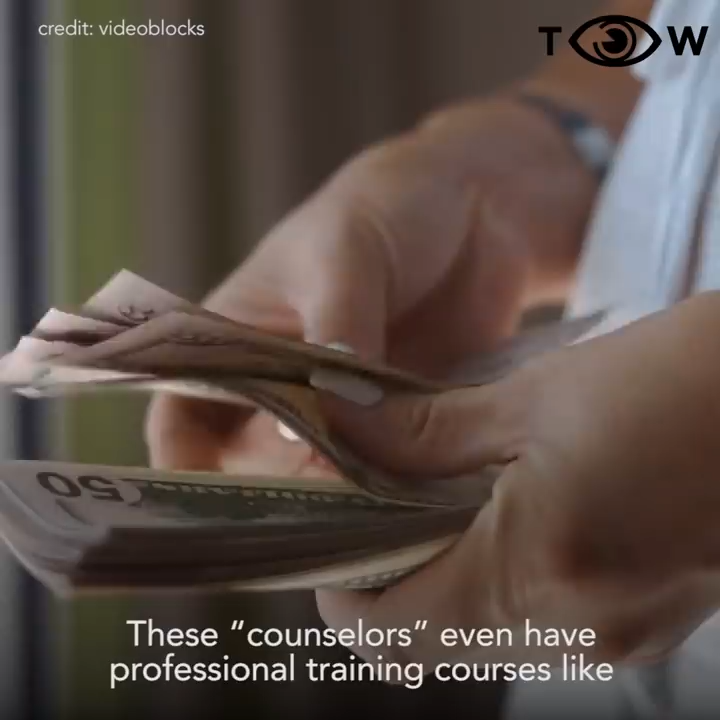 credit: videoblocks
T W
50
These “counselors” even have
professional training courses like